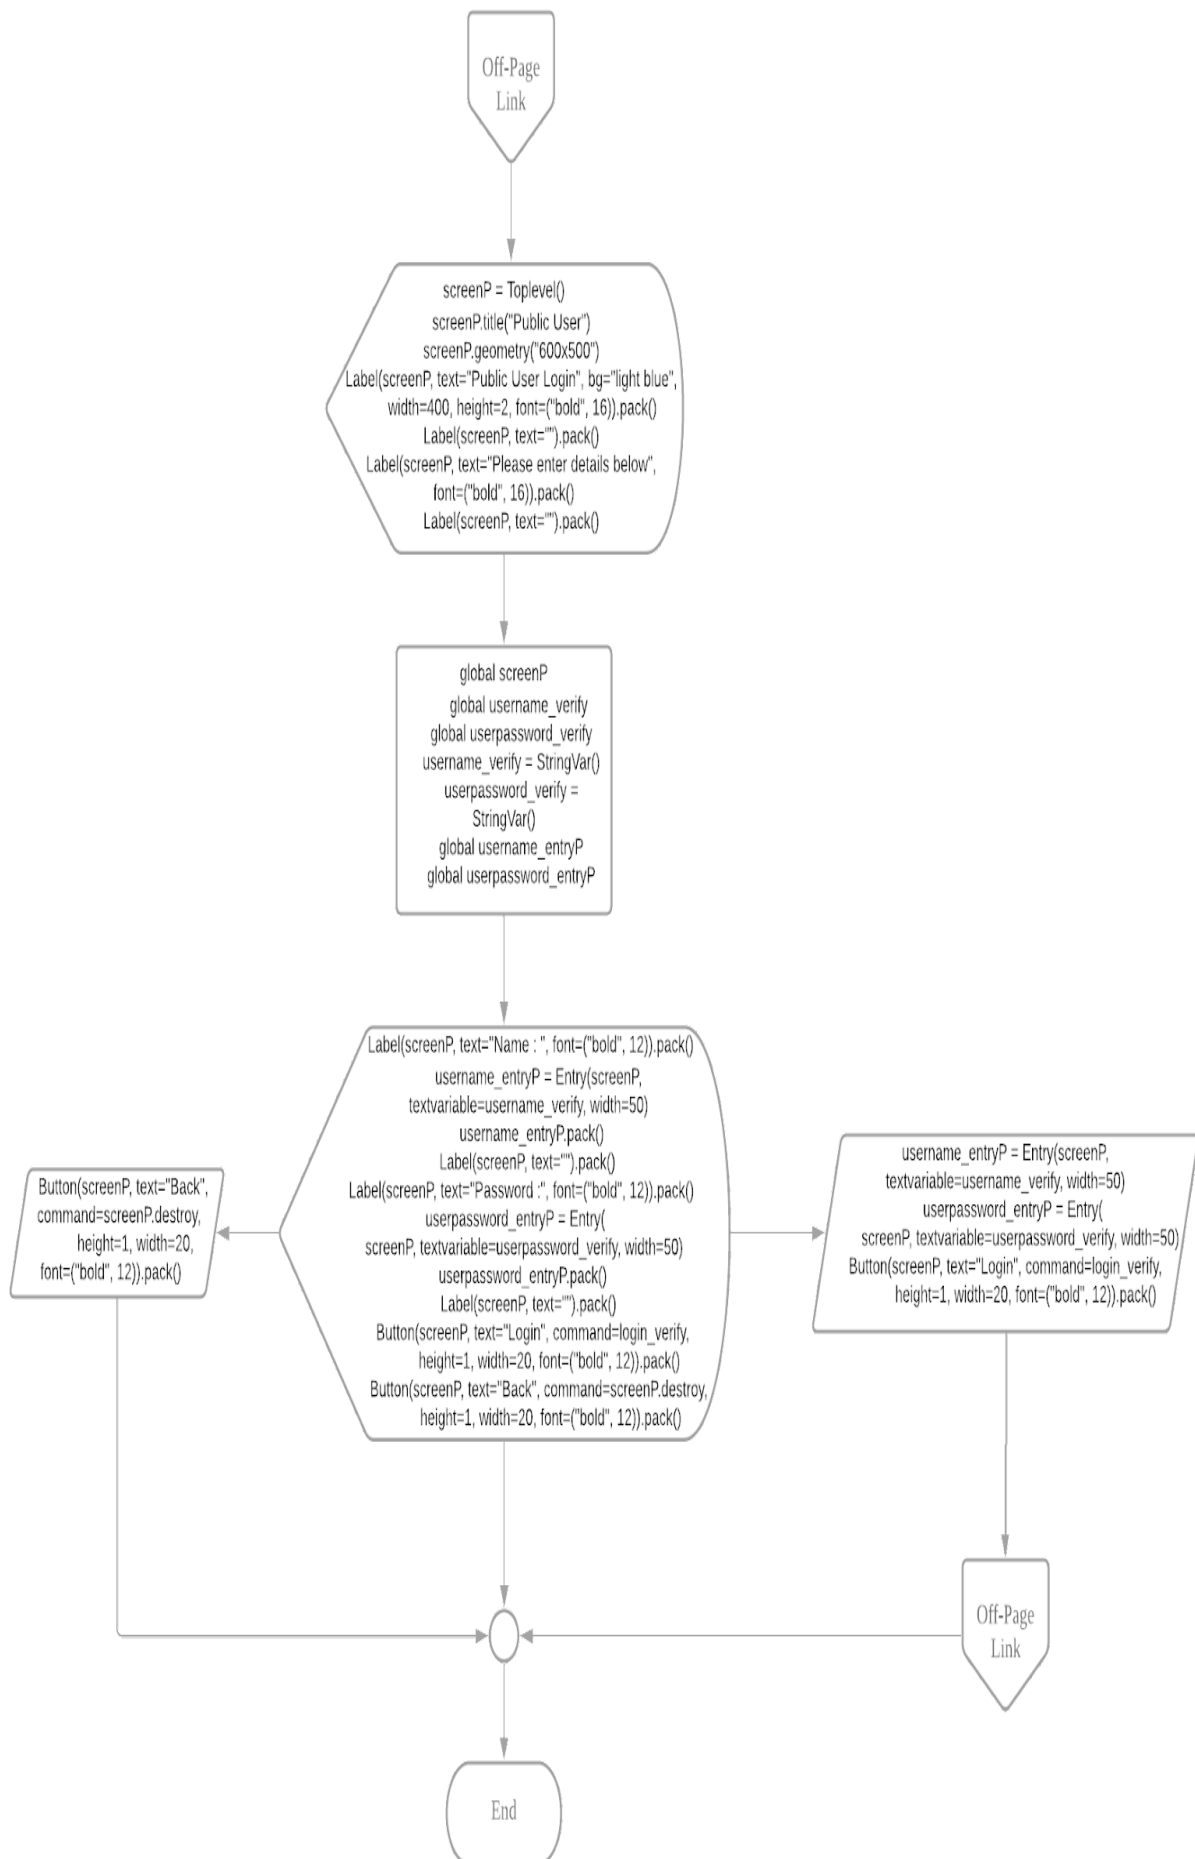 Off-Page
Link
screenP = Toplevel()
screenP.title("Public User")
screenP.geometry("600x500")
Label(screenP, text="Public User Login", bg="light blue",
width=400, height=2, font=("bold", 16)).pack()
Label(screenP, text="").pack()
Label(screenP, text="Please enter details below",
font=("bold", 16)).pack()
Label(screenP, text="").pack()
global screenP
global username_verify
global userpassword_verify
username_verify = StringVar()
userpassword_verify =
StringVar()
global username_entryP
global userpassword_entryP
Label(screenP, text="Name : ", font=("bold", 12)).pack()
username_entryP = Entry(screenP,
textvariable=username_verify, width=50)
username_entryP.pack()
Label(screenP, text="").pack()
Label(screenP, text="Password :", font=("bold", 12)).pack()
userpassword_entryP = Entry(
screenP, textvariable=userpassword_verify, width=50)
userpassword_entryP.pack()
Label(screenP, text="").pack()
Button(screenP, text="Login", command=login_verify,
height=1, width=20, font=("bold", 12)).pack()
Button(screenP, text="Back", command=screenP.destroy,
height=1, width=20, font=("bold", 12)).pack()
Button(screenP, text="Back",
command=screenP.destroy,
height=1, width=20,
font=("bold", 12)).pack()
username_entryP = Entry(screenP,
textvariable=username_verify, width=50)
userpassword_entryP = Entry(
screenP, textvariable=userpassword_verify, width=50)
Button(screenP, text="Login", command=login_verify,
height=1, width=20, font=("bold", 12)).pack()
Off-Page
Link
End